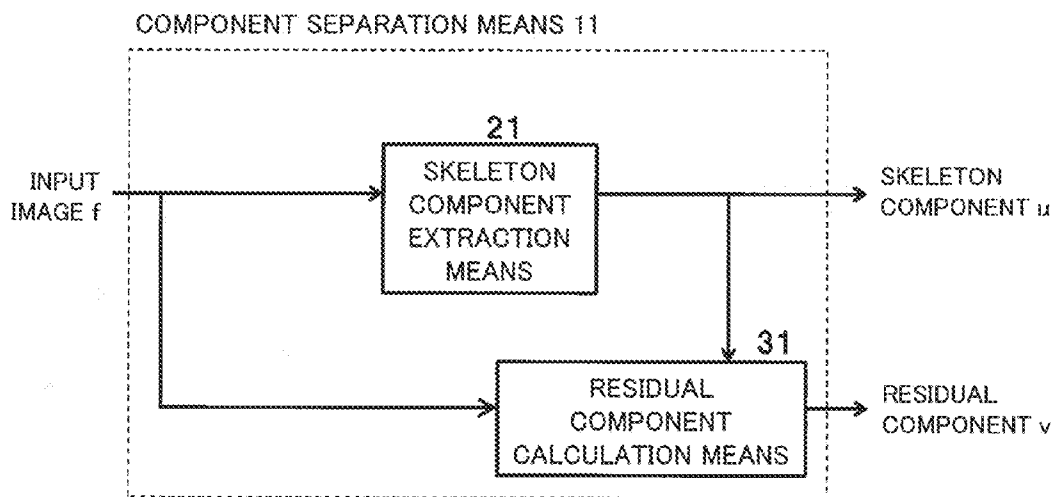 COMPONENT SEPARATION MEANS 11
21
SKELETON
COMPONENT
EXTRACTION
MEANS
INPUT
IMAGE f
SKELETON
COMPONENT u
31
RESIDUAL
COMPONENT
CALCULATION MEANS
RESIDUAL
COMPONENT v